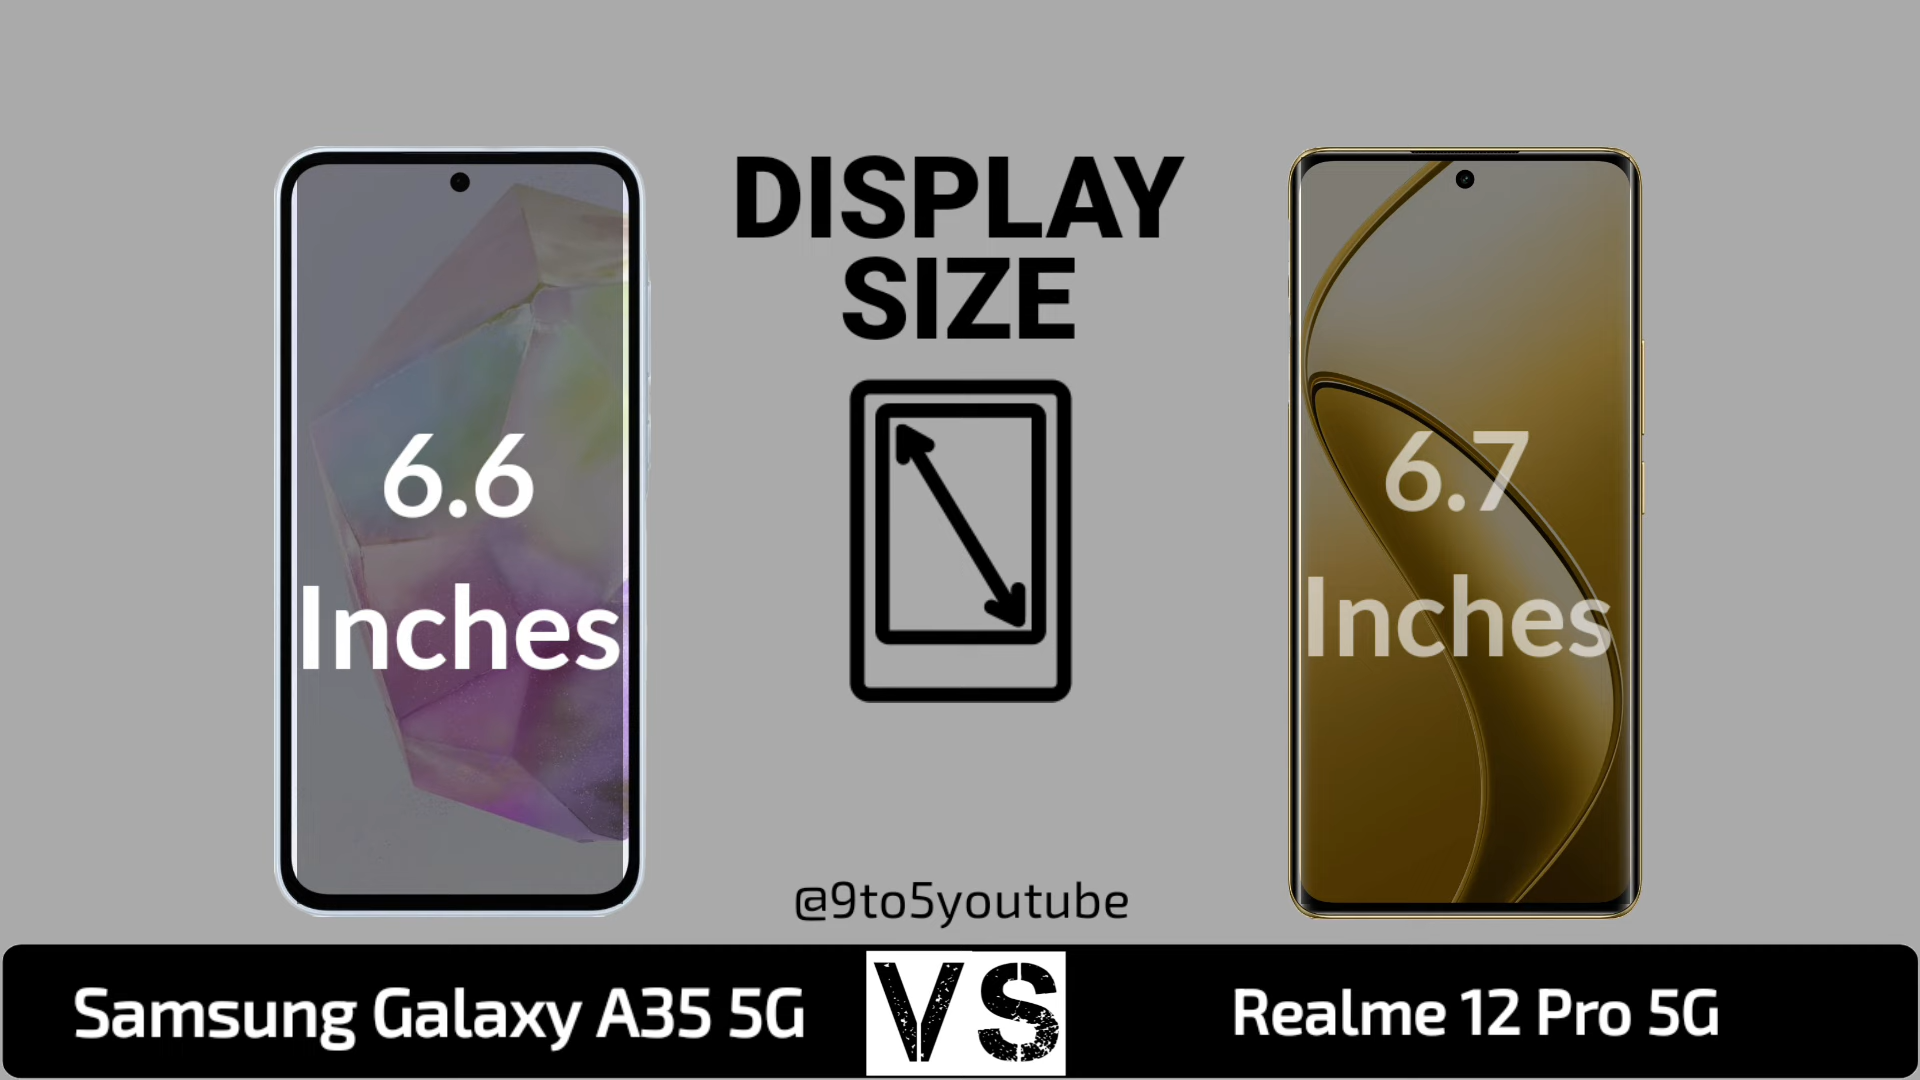 DISPLAY
SIZE
6.6
Inches
6.7
Inches
@9to5youtube
Samsung Galaxy A35 5G
VS
Realme 12 Pro 5G